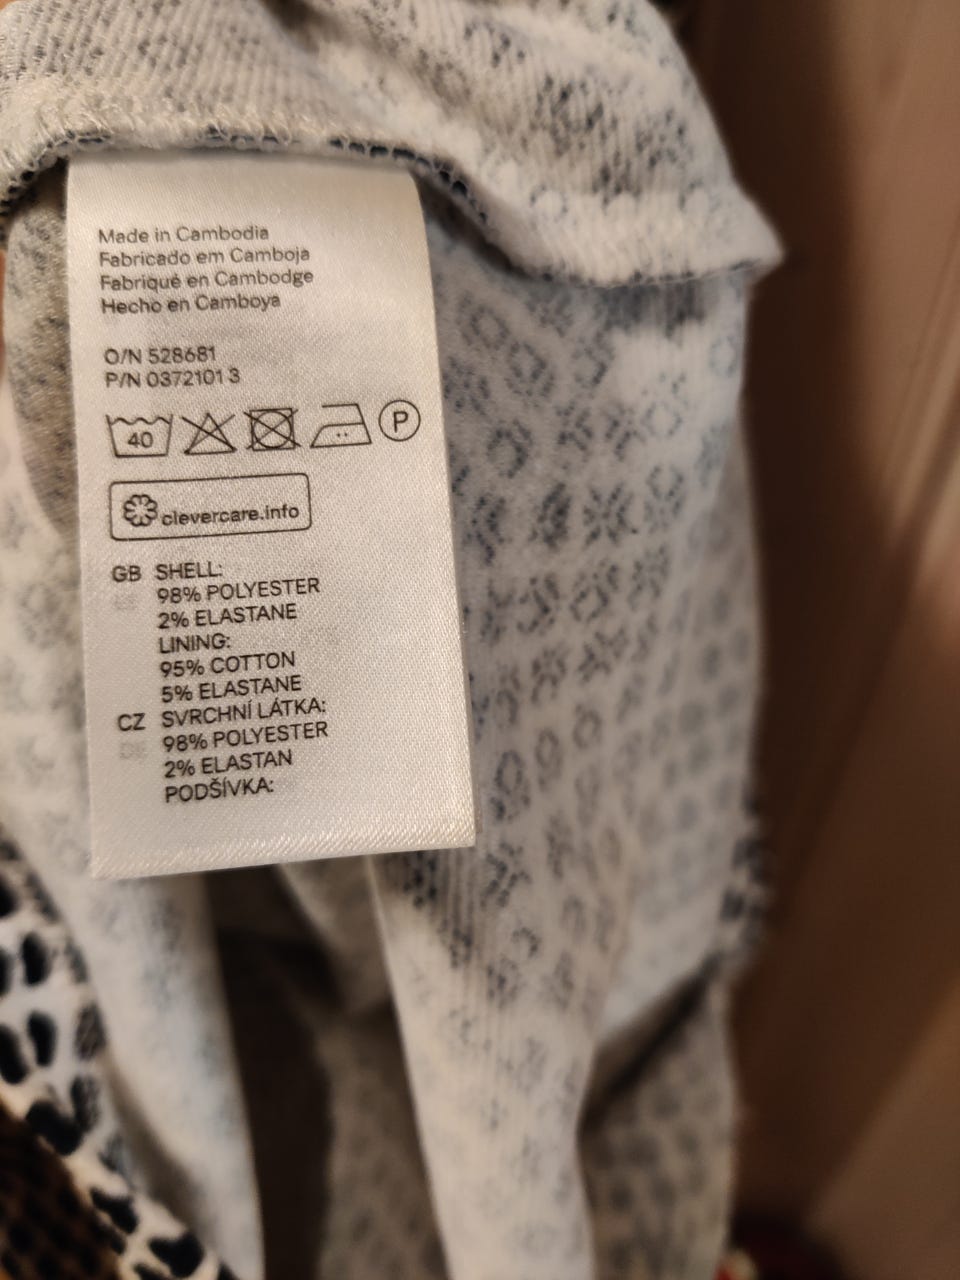 Made in Cambodia
Fabricado em Camboja
Fabriqué en Cambodge
Hecho en Camboya
O/N 528681
P/N 0372101 3
40 P
clevercare.info
GB SHELL:
98% POLYESTER
2% ELASTANE
LINING:
95% COTTON
5% ELASTANE
CZ SVRCHNÍ LÁTKA:
98% POLYESTER
2% ELASTAN
PODŠÍVKA: